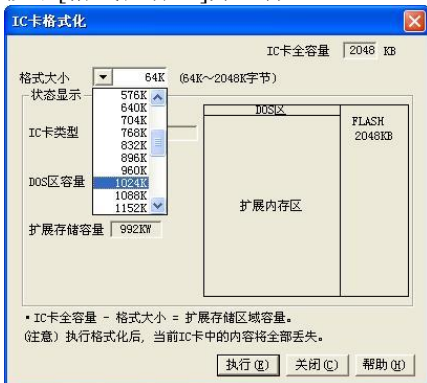 IC卡格式化
IC卡全容量 2048 KB
格式大小 64K (64K～2048K字节)
状态显示
576K
640K
704K
768K
832K
896K
960K
1024K
1088K
1152K
IC卡类型
DOS区容量
扩展存储容量 992KW
DOS区
扩展内存区
FLASH
2048KB
·IC卡全容量 - 格式大小 = 扩展存储区域容量。
(注意) 执行格式化后, 当前IC卡中的内容将全部丢失。
执行(E) 关闭(C) 帮助(H)